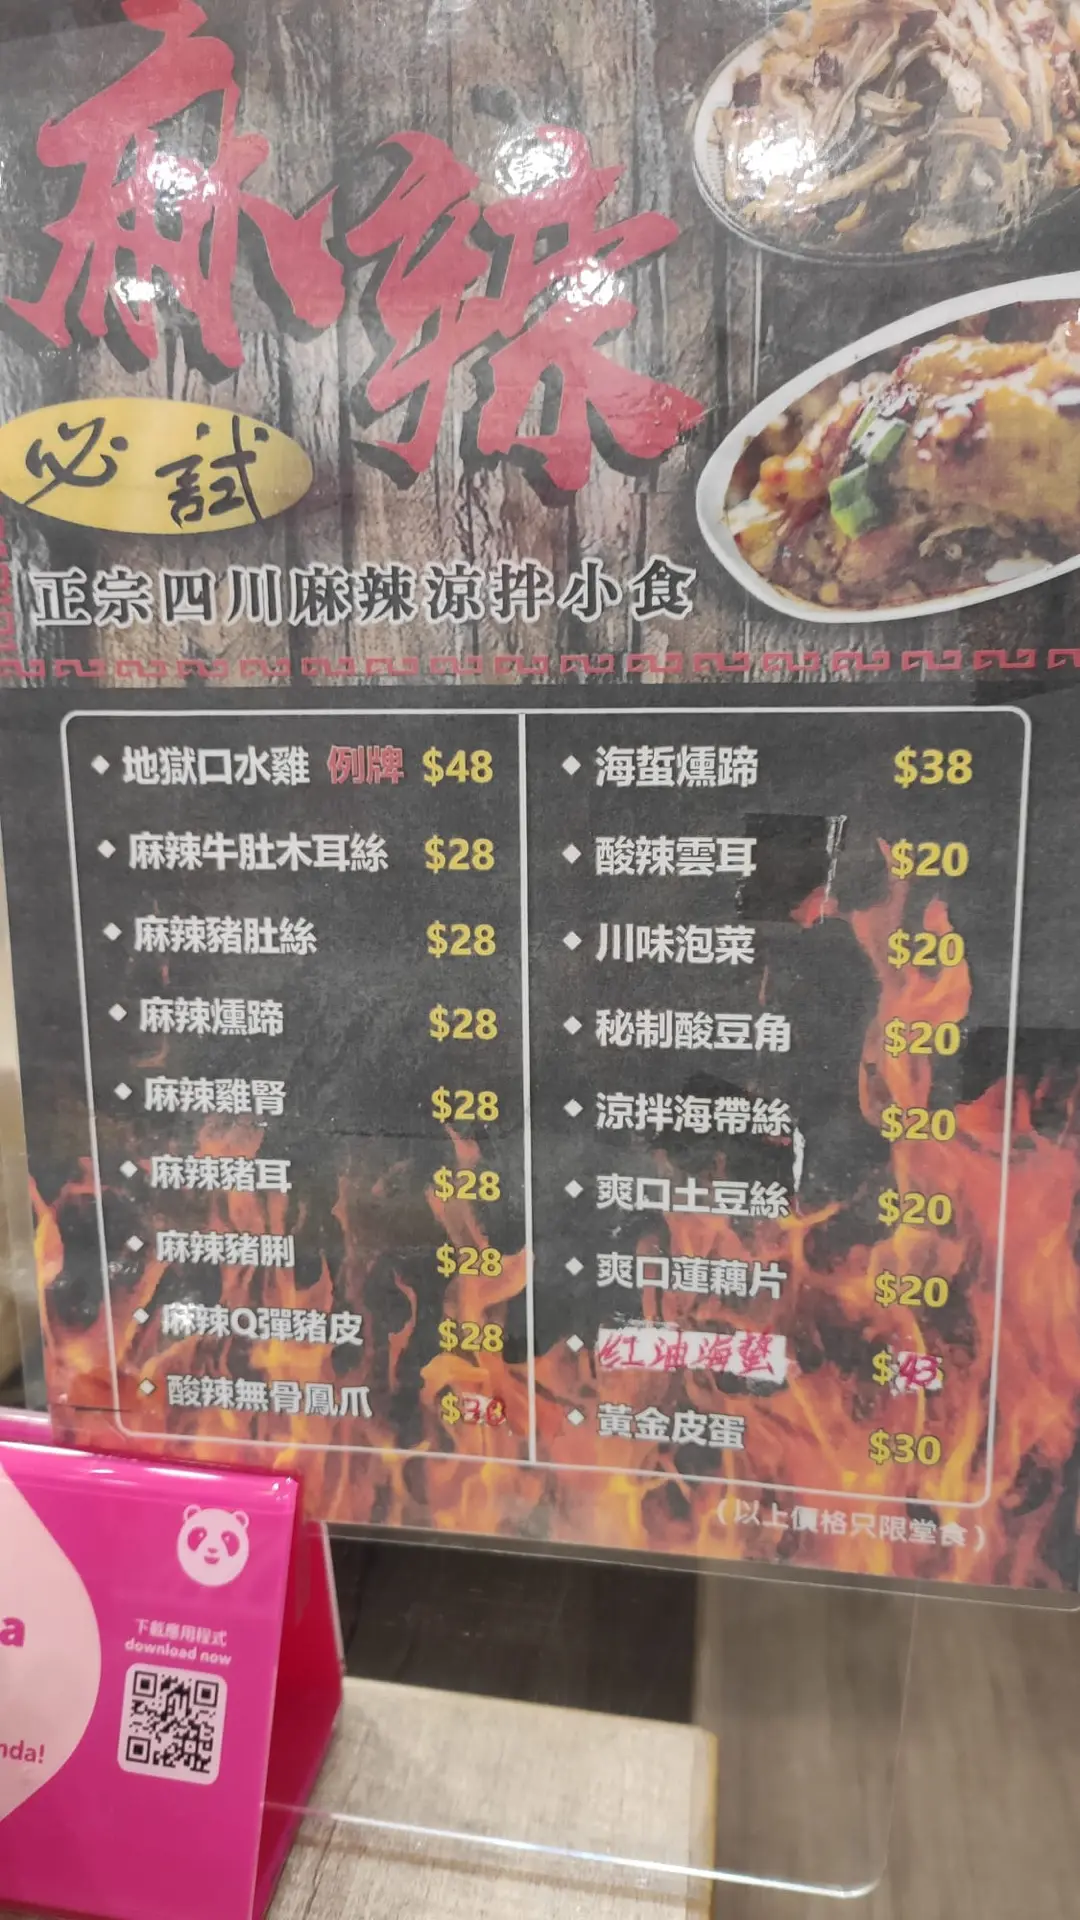 麻辣
必試
正宗四川麻辣涼拌小食
地獄口水雞 例牌 $48
麻辣牛肚木耳絲 $28
麻辣豬肚絲 $28
麻辣燻蹄 $28
麻辣雞腎 $28
麻辣豬耳 $28
麻辣豬脷 $28
麻辣Q彈豬皮 $28
酸辣無骨鳳爪
海蜇燻蹄 $38
酸辣雲耳 $20
川味泡菜 $20
秘制酸豆角 $20
涼拌海帶絲 $20
爽口土豆絲 $20
爽口蓮藕片 $20
紅油海蜇 $43
黃金皮蛋 $30
(以上價格只限堂食)
下載應用程式
download now
a
nda!